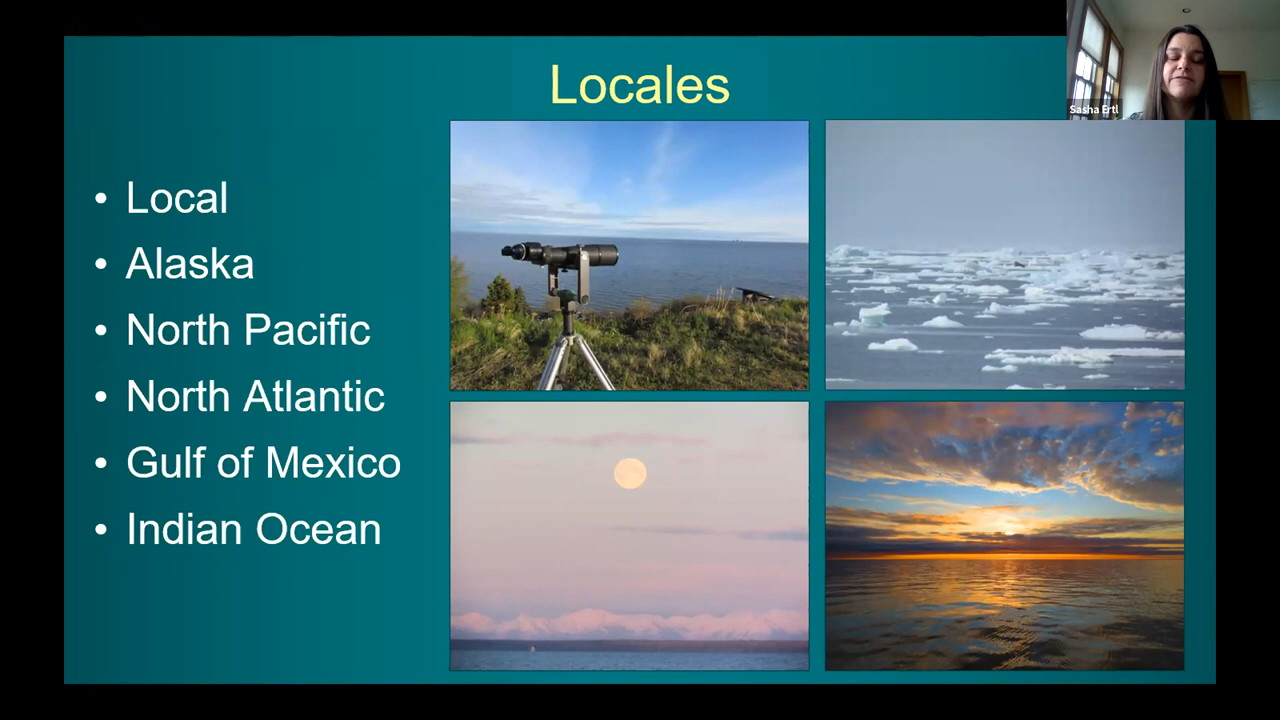 Locales
Sasha Ertl
• Local
• Alaska
• North Pacific
• North Atlantic
• Gulf of Mexico
• Indian Ocean